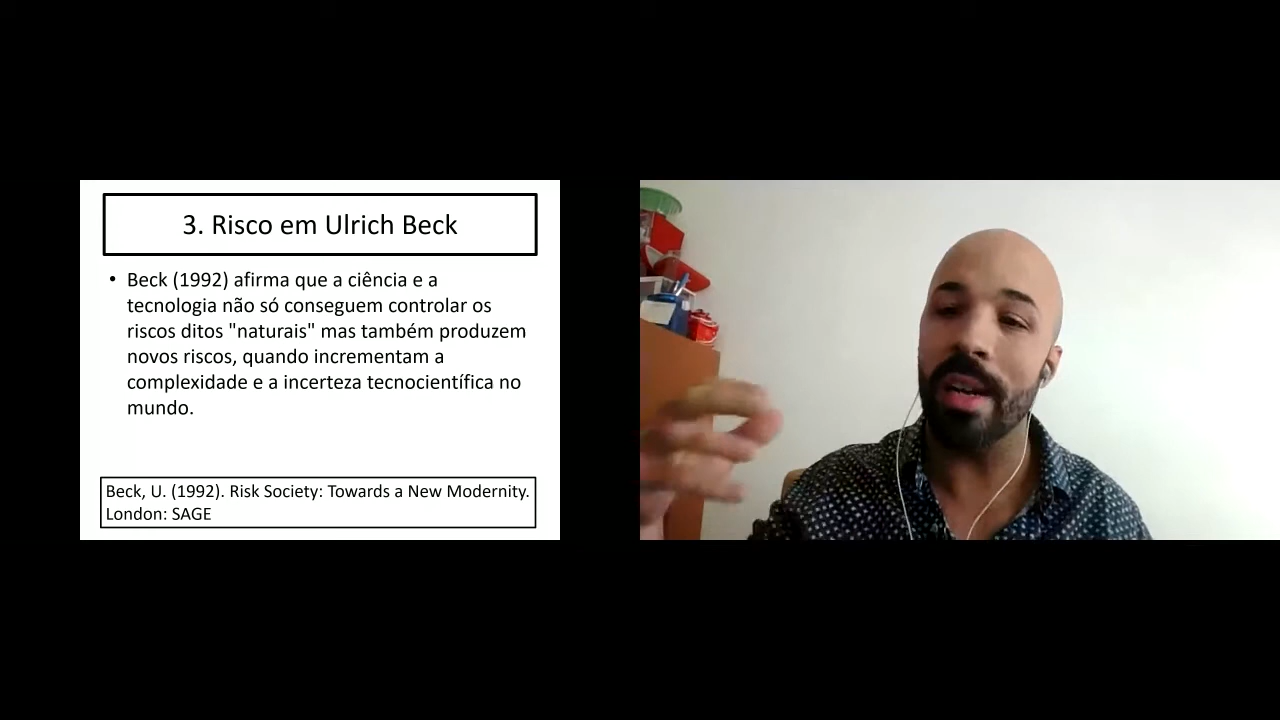 3. Risco em Ulrich Beck
• Beck (1992) afirma que a ciência e a
tecnologia não só conseguem controlar os
riscos ditos "naturais" mas também produzem
novos riscos, quando incrementam a
complexidade e a incerteza tecnocientífica no
mundo.
Beck, U. (1992). Risk Society: Towards a New Modernity.
London: SAGE